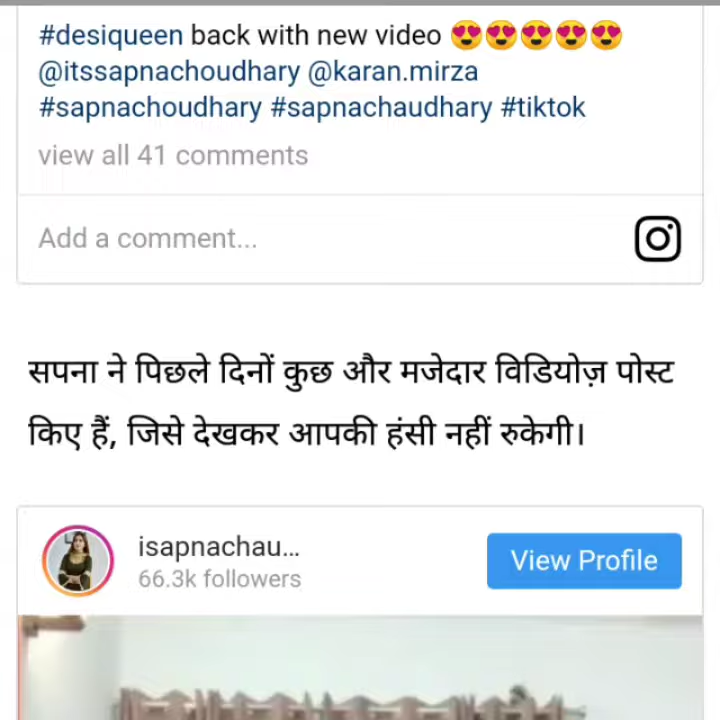 #desiqueen back with new video 😍😍😍😍😍
@itssapnachoudhary @karan.mirza
#sapnachoudhary #sapnachaudhary #tiktok
view all 41 comments
Add a comment...
सपना ने पिछले दिनों कुछ और मजेदार विडियोज़ पोस्ट
किए हैं, जिसे देखकर आपकी हंसी नहीं रुकेगी।
isapnachau...
View Profile
66.3k followers